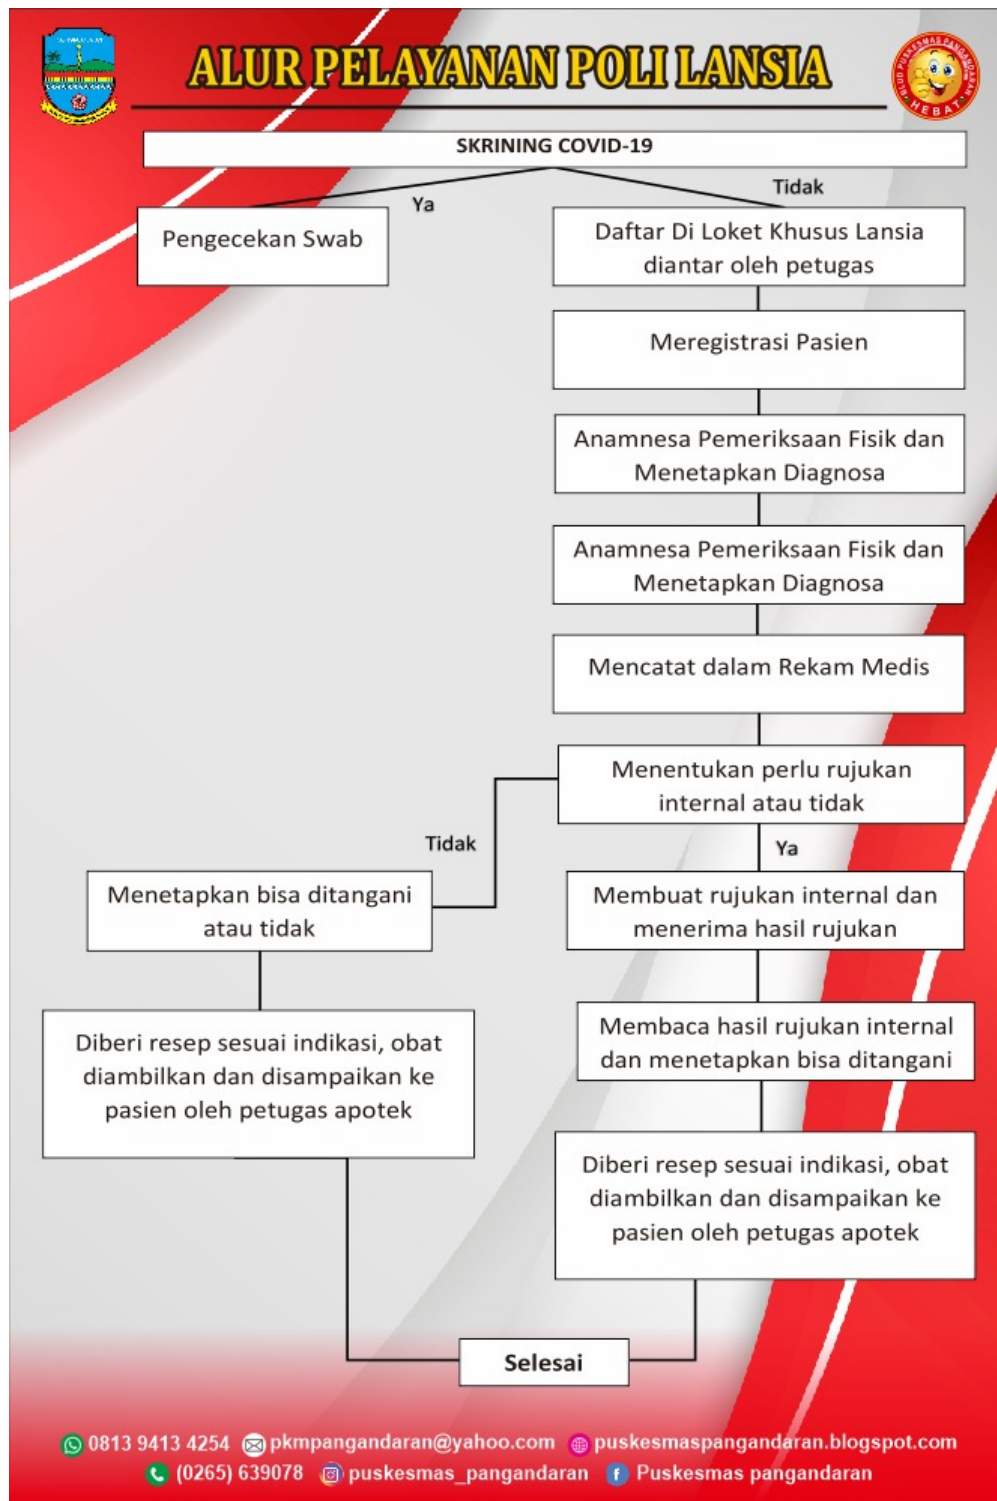 ALUR PELAYANAN POLI LANSIA
BLUD PUSKESMAS PANGANDARAN
HEBAT
SKRINING COVID-19
Ya
Tidak
Pengecekan Swab
Daftar Di Loket Khusus Lansia
diantar oleh petugas
Meregistrasi Pasien
Anamnesa Pemeriksaan Fisik dan
Menetapkan Diagnosa
Anamnesa Pemeriksaan Fisik dan
Menetapkan Diagnosa
Mencatat dalam Rekam Medis
Menentukan perlu rujukan
internal atau tidak
Tidak
Ya
Menetapkan bisa ditangani
atau tidak
Membuat rujukan internal dan
menerima hasil rujukan
Diberi resep sesuai indikasi, obat
diambilkan dan disampaikan ke
pasien oleh petugas apotek
Membaca hasil rujukan internal
dan menetapkan bisa ditangani
Diberi resep sesuai indikasi, obat
diambilkan dan disampaikan ke
pasien oleh petugas apotek
Selesai
0813 9413 4254 pkmpangandaran@yahoo.com puskesmaspangandaran.blogspot.com
(0265) 639078 puskesmas_pangandaran Puskesmas pangandaran